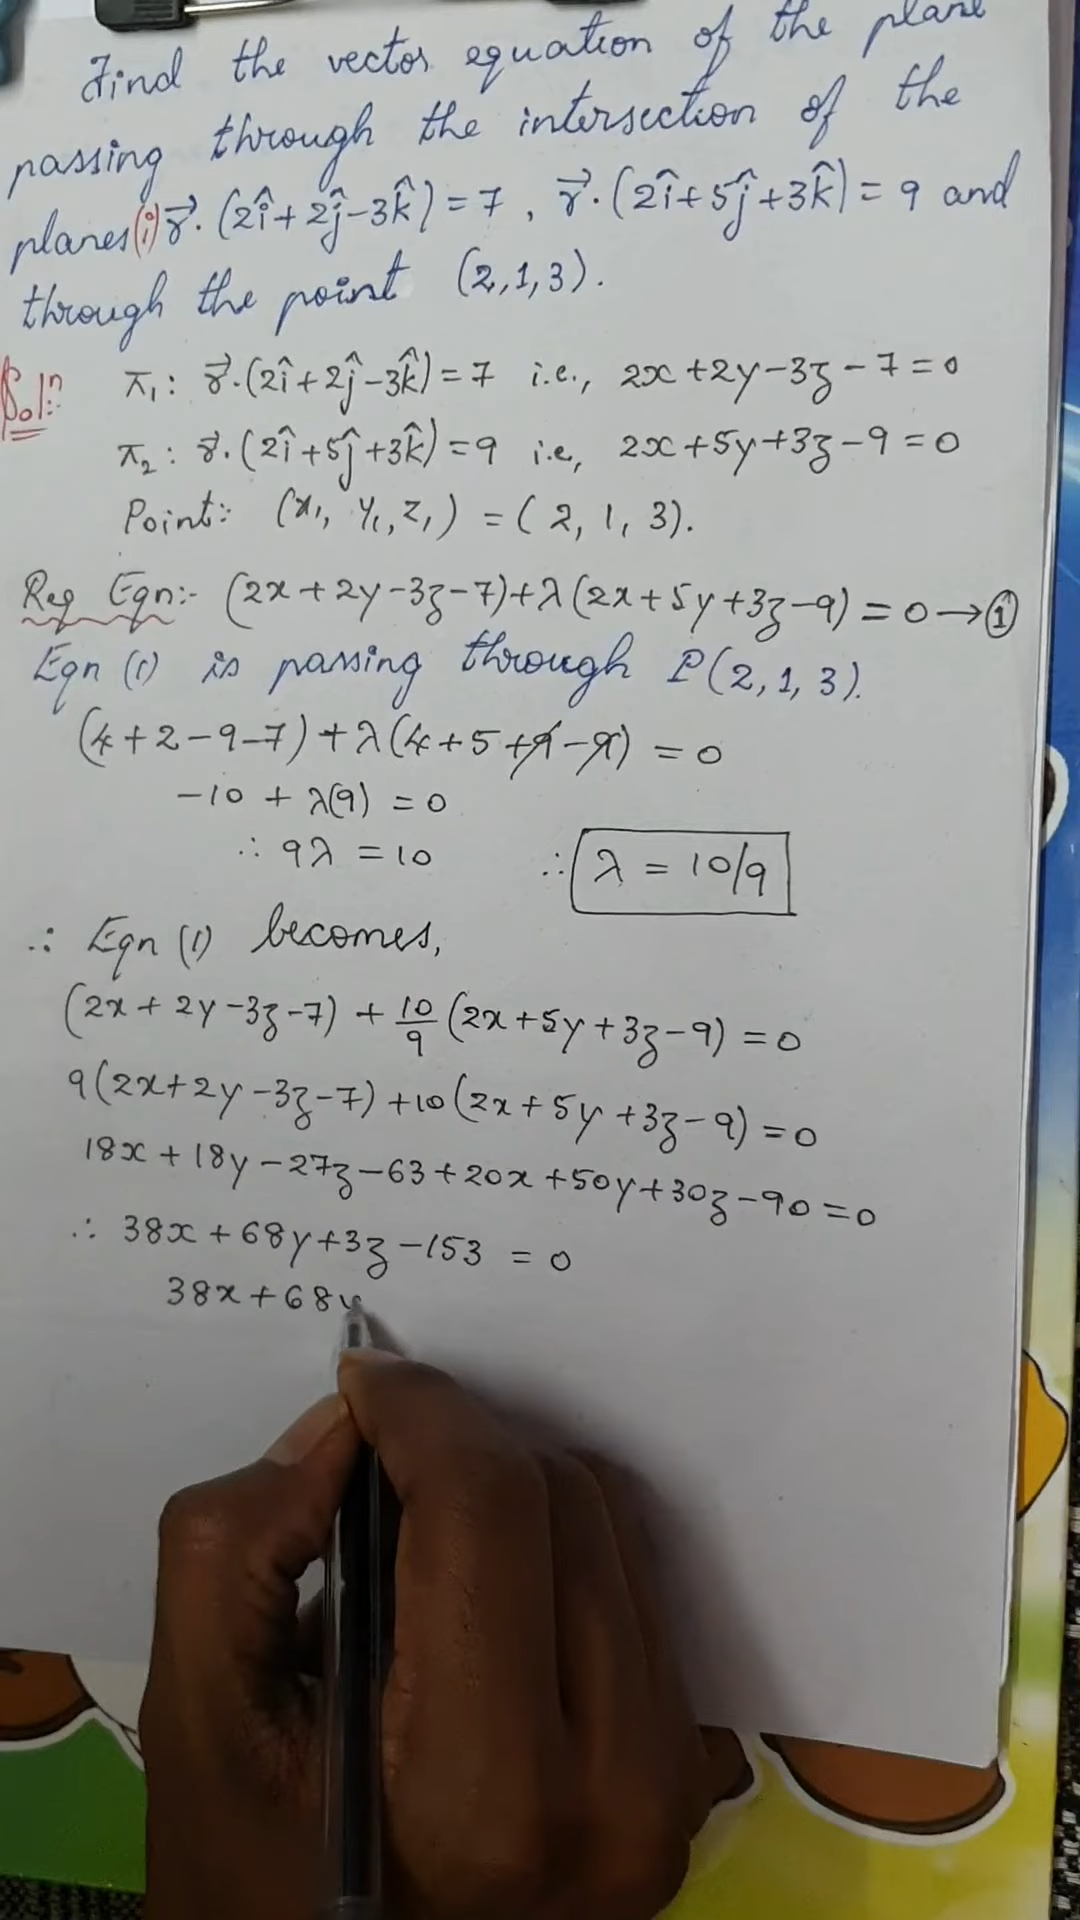 Find the vector equation of the plane
passing through the intersection of the
planes (i) r⃗.(2î+2ĵ-3k̂)=7, r⃗.(2î+5ĵ+3k̂)=9 and
through the point (2,1,3).
Sol:n π₁: r⃗.(2î+2ĵ-3k̂)=7 i.e., 2x+2y-3z-7=0
π₂: r⃗.(2î+5ĵ+3k̂)=9 i.e, 2x+5y+3z-9=0
Point:- (x₁, y₁, z₁) = (2, 1, 3).
Req Eqn:- (2x+2y-3z-7)+λ(2x+5y+3z-9)=0→①
Eqn (1) is passing through P(2,1,3).
(4+2-9-7)+λ(4+5+9-9)=0
-10+λ(9)=0
∴ 9λ=10 ∴ λ=10/9
∴ Eqn (1) becomes,
(2x+2y-3z-7)+10/9(2x+5y+3z-9)=0
9(2x+2y-3z-7)+10(2x+5y+3z-9)=0
18x+18y-27z-63+20x+50y+30z-90=0
∴ 38x+68y+3z-153=0
38x+68y